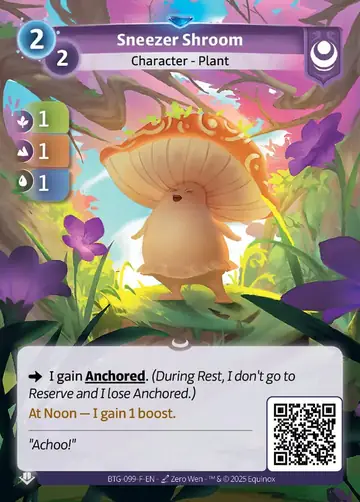 2
2
Sneezer Shroom
Character - Plant
1
1
1
I gain Anchored. (During Rest, I don't go to
Reserve and I lose Anchored.)
At Noon — I gain 1 boost.
"Achoo!"
BTG-099-F-EN - Zero Wen - ™ & © 2025 Equinox